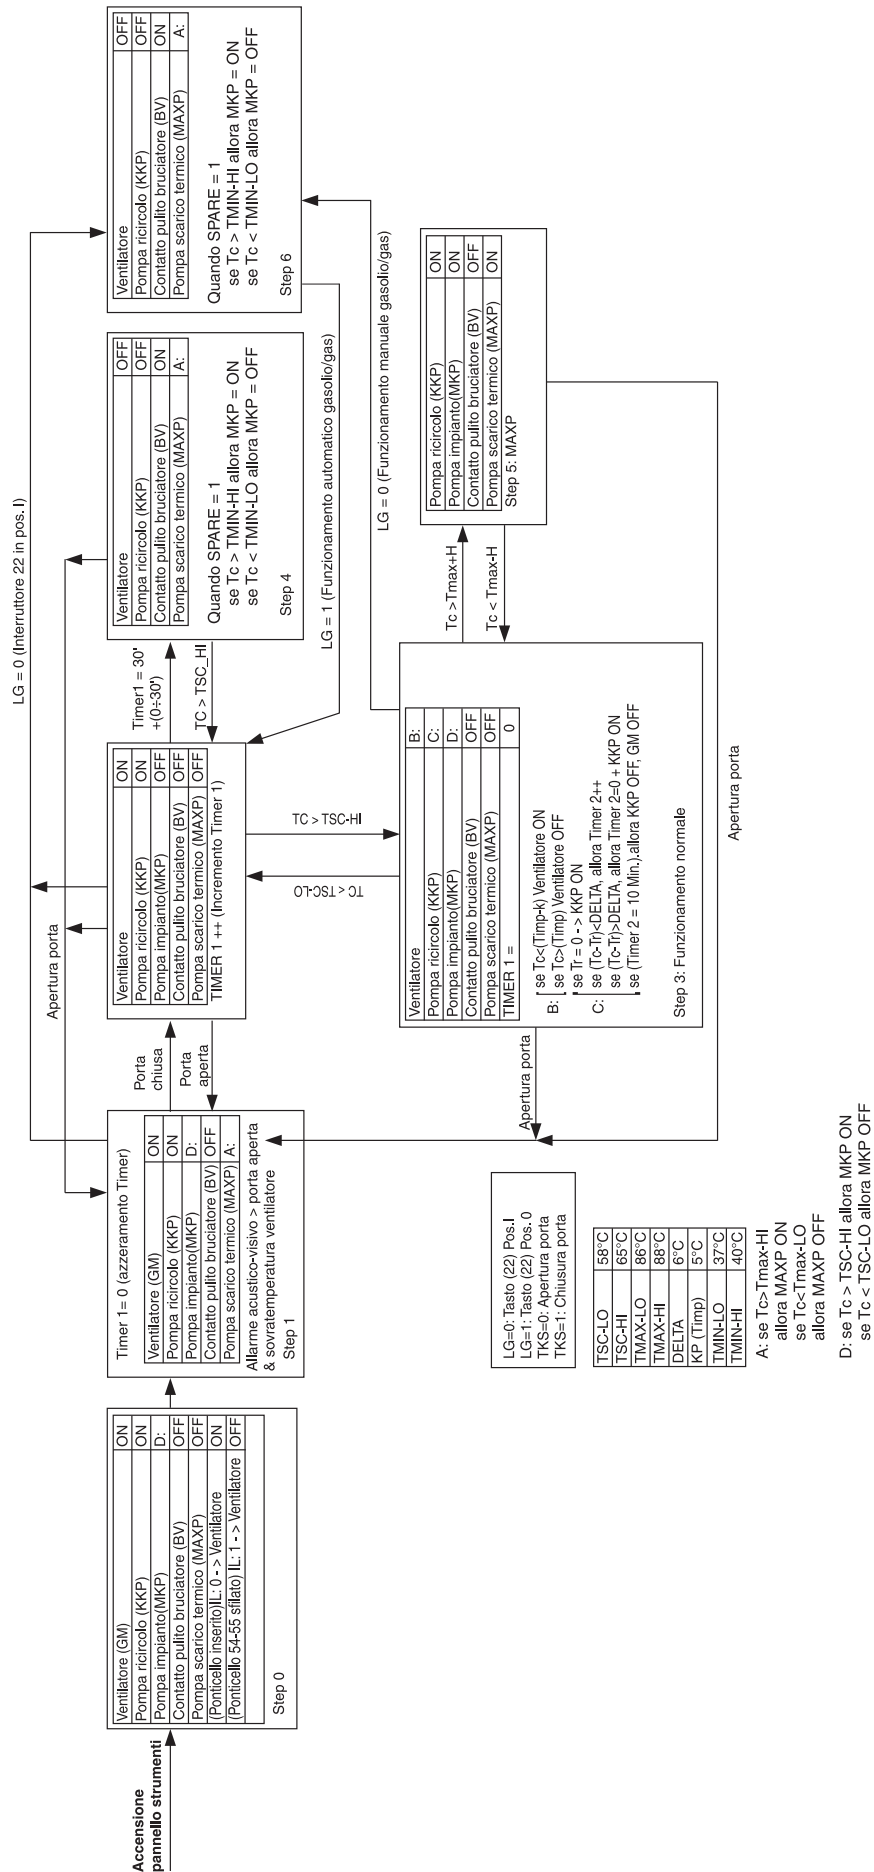 Accensione
pannello strumenti
Ventilatore (GM) ON
Pompa ricircolo (KKP) ON
Pompa impianto(MKP) D:
Contatto pulito bruciatore (BV) OFF
Pompa scarico termico (MAXP) OFF
(Ponticello inserito)IL: 0 - > Ventilatore ON
(Ponticello 54-55 sfilato) IL: 1 - > Ventilatore OFF
Step 0
Timer 1= 0 (azzeramento Timer)
Ventilatore (GM) ON
Pompa ricircolo (KKP) ON
Pompa impianto(MKP) D:
Contatto pulito bruciatore (BV) OFF
Pompa scarico termico (MAXP) A:
Allarme acustico-visivo > porta aperta
& sovratemperatura ventilatore
Step 1
Apertura porta
LG = 0 (Interruttore 22 in pos. I)
Porta
chiusa
Porta
aperta
Ventilatore ON
Pompa ricircolo (KKP) ON
Pompa impianto(MKP) OFF
Contatto pulito bruciatore (BV) OFF
Pompa scarico termico (MAXP) OFF
TIMER 1 ++ (Incremento Timer 1)
Timer1 = 30'
+(0÷30')
TC > TSC_HI
Ventilatore OFF
Pompa ricircolo (KKP) OFF
Contatto pulito bruciatore (BV) ON
Pompa scarico termico (MAXP) A:
Quando SPARE = 1
se Tc > TMIN-HI allora MKP = ON
se Tc < TMIN-LO allora MKP = OFF
Step 4
Ventilatore OFF
Pompa ricircolo (KKP) OFF
Contatto pulito bruciatore (BV) ON
Pompa scarico termico (MAXP) A:
Quando SPARE = 1
se Tc > TMIN-HI allora MKP = ON
se Tc < TMIN-LO allora MKP = OFF
Step 6
LG = 1 (Funzionamento automatico gasolio/gas)
LG = 0 (Funzionamento manuale gasolio/gas)
TC < TSC-LO
TC > TSC-HI
Ventilatore B:
Pompa ricircolo (KKP) C:
Pompa impianto(MKP) D:
Contatto pulito bruciatore (BV) OFF
Pompa scarico termico (MAXP) OFF
TIMER 1 = 0
B: se Tc<(Timp-k) Ventilatore ON
se Tc>(Timp) Ventilatore OFF
C: se Tr = 0 - > KKP ON
se (Tc-Tr)<DELTA, allora Timer 2++
se (Tc-Tr)>DELTA, allora Timer 2=0 + KKP ON
se (Timer 2 = 10 Min.),allora KKP OFF, GM OFF
Step 3: Funzionamento normale
Tc >Tmax+H
Tc < Tmax-H
Pompa ricircolo (KKP) ON
Pompa impianto(MKP) ON
Contatto pulito bruciatore (BV) OFF
Pompa scarico termico (MAXP) ON
Step 5: MAXP
Apertura porta
Apertura porta
LG=0: Tasto (22) Pos.I
LG=1: Tasto (22) Pos. 0
TKS=0: Apertura porta
TKS=1: Chiusura porta
TSC-LO 58°C
TSC-HI 65°C
TMAX-LO 86°C
TMAX-HI 88°C
DELTA 6°C
KP (Timp) 5°C
TMIN-LO 37°C
TMIN-HI 40°C
A: se Tc>Tmax-HI
allora MAXP ON
se Tc<Tmax-LO
allora MAXP OFF
D: se Tc > TSC-HI allora MKP ON
se Tc < TSC-LO allora MKP OFF